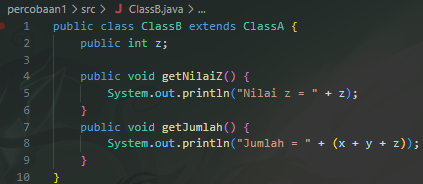 percobaan1 > src > J ClassB.java > ...
1 public class ClassB extends ClassA {
2     public int z;
3
4     public void getNilaiZ() {
5         System.out.println("Nilai z = " + z);
6     }
7     public void getJumlah() {
8         System.out.println("Jumlah = " + (x + y + z));
9     }
10 }